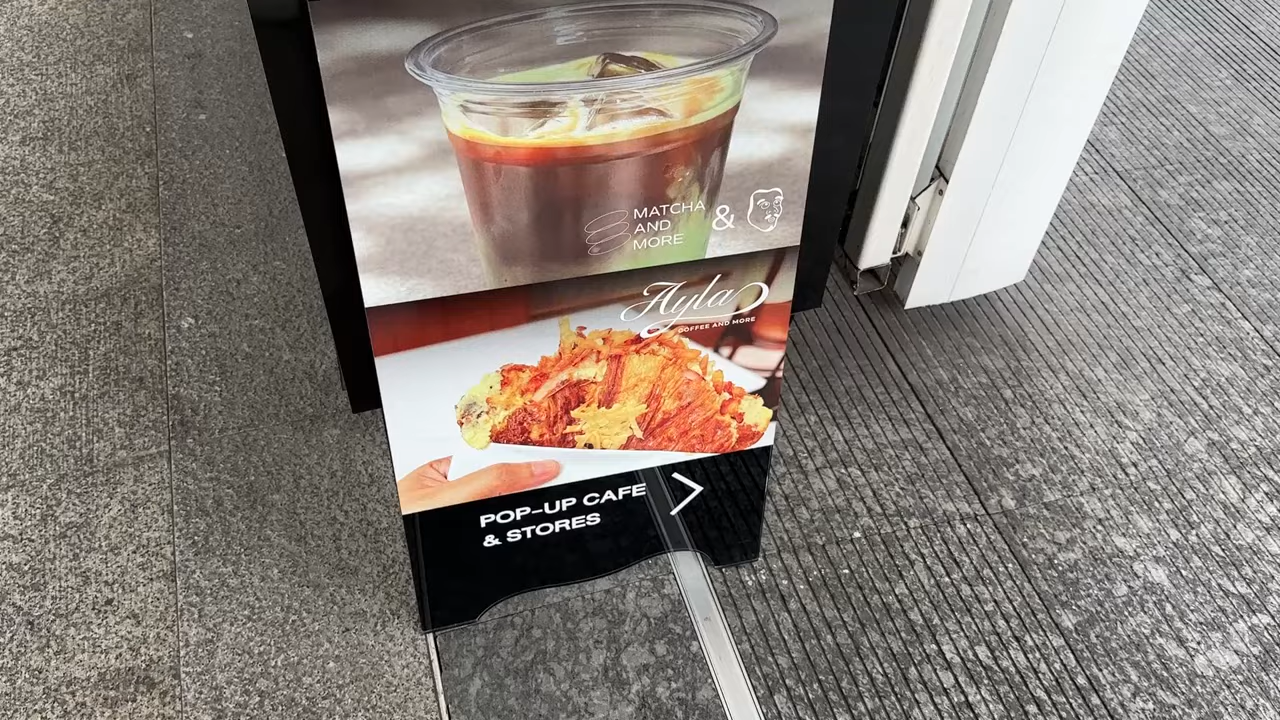 MATCHA
AND
MORE
&
Ayla
COFFEE AND MORE
POP-UP CAFE
& STORES